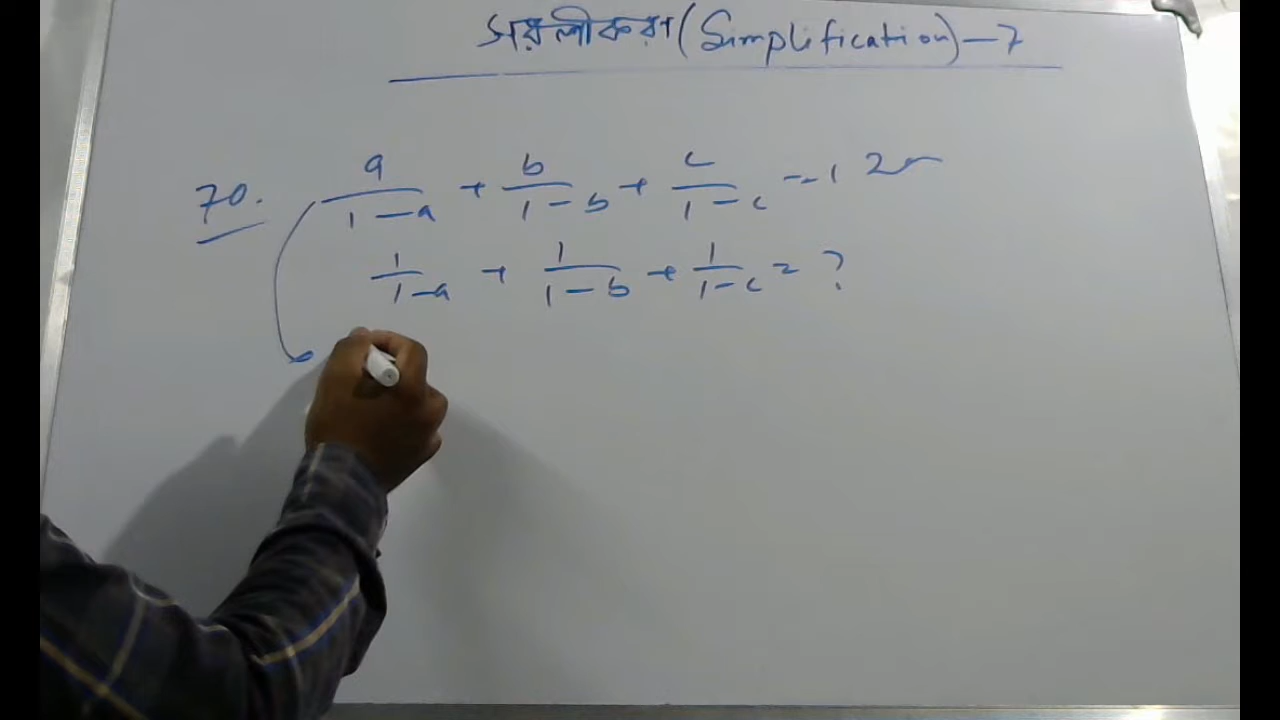 সরলীকরণ (Simplification) – 7
70. a/(1-a) + b/(1-b) + c/(1-c) = 1 হলে
1/(1-a) + 1/(1-b) + 1/(1-c) = ?